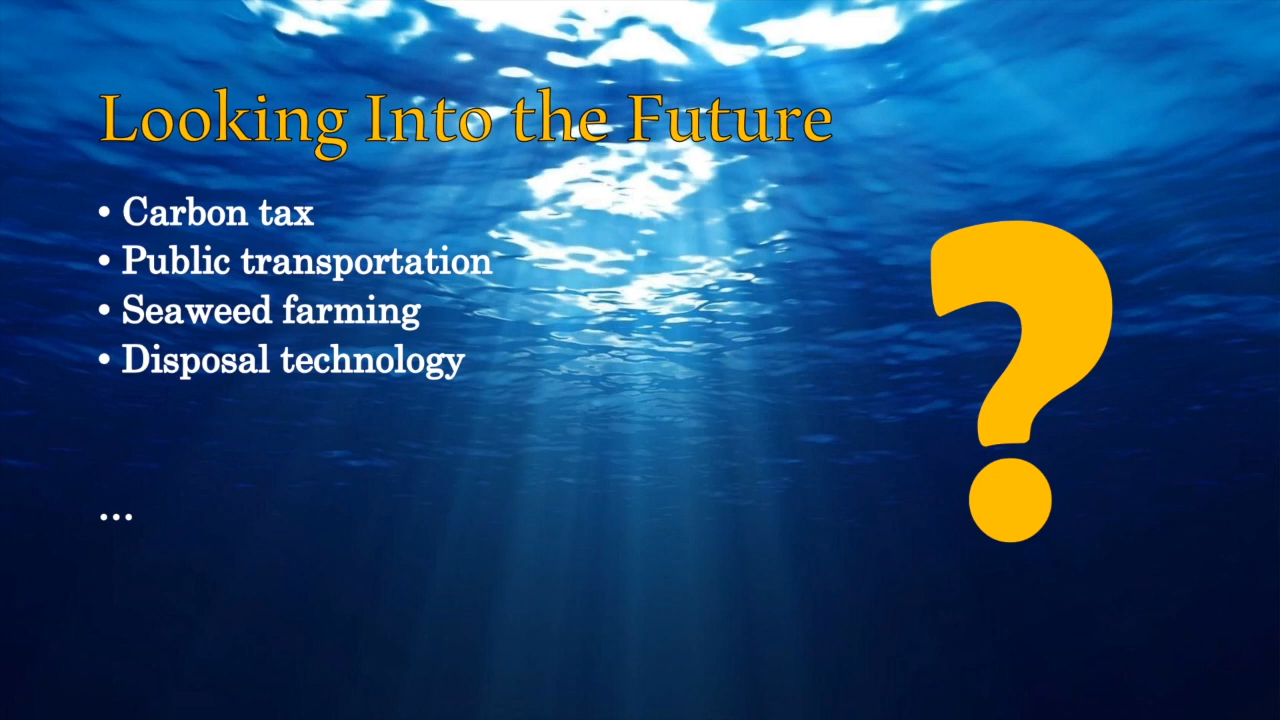 Looking Into the Future
• Carbon tax
• Public transportation
• Seaweed farming
• Disposal technology
...
?